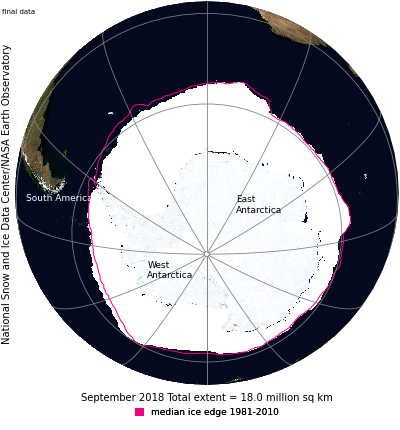 final data
National Snow and Ice Data Center/NASA Earth Observatory
South America
East
Antarctica
West
Antarctica
September 2018 Total extent = 18.0 million sq km
median ice edge 1981-2010